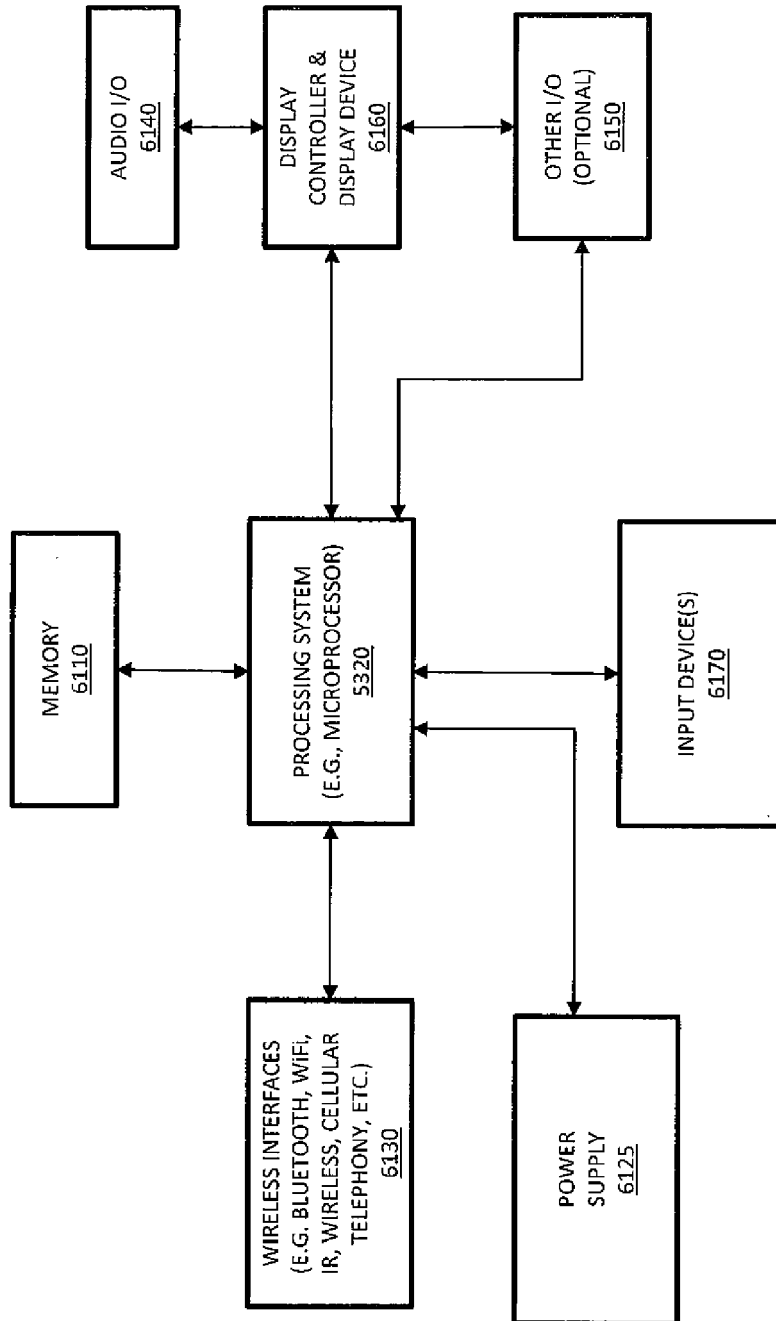 AUDIO I/O
6140
DISPLAY
CONTROLLER &
DISPLAY DEVICE
6160
OTHER I/O
(OPTIONAL)
6150
MEMORY
6110
PROCESSING SYSTEM
(E.G., MICROPROCESSOR)
5320
INPUT DEVICE(S)
6170
WIRELESS INTERFACES
(E.G. BLUETOOTH, WiFi,
IR, WIRELESS, CELLULAR
TELEPHONY, ETC.)
6130
POWER
SUPPLY
6125